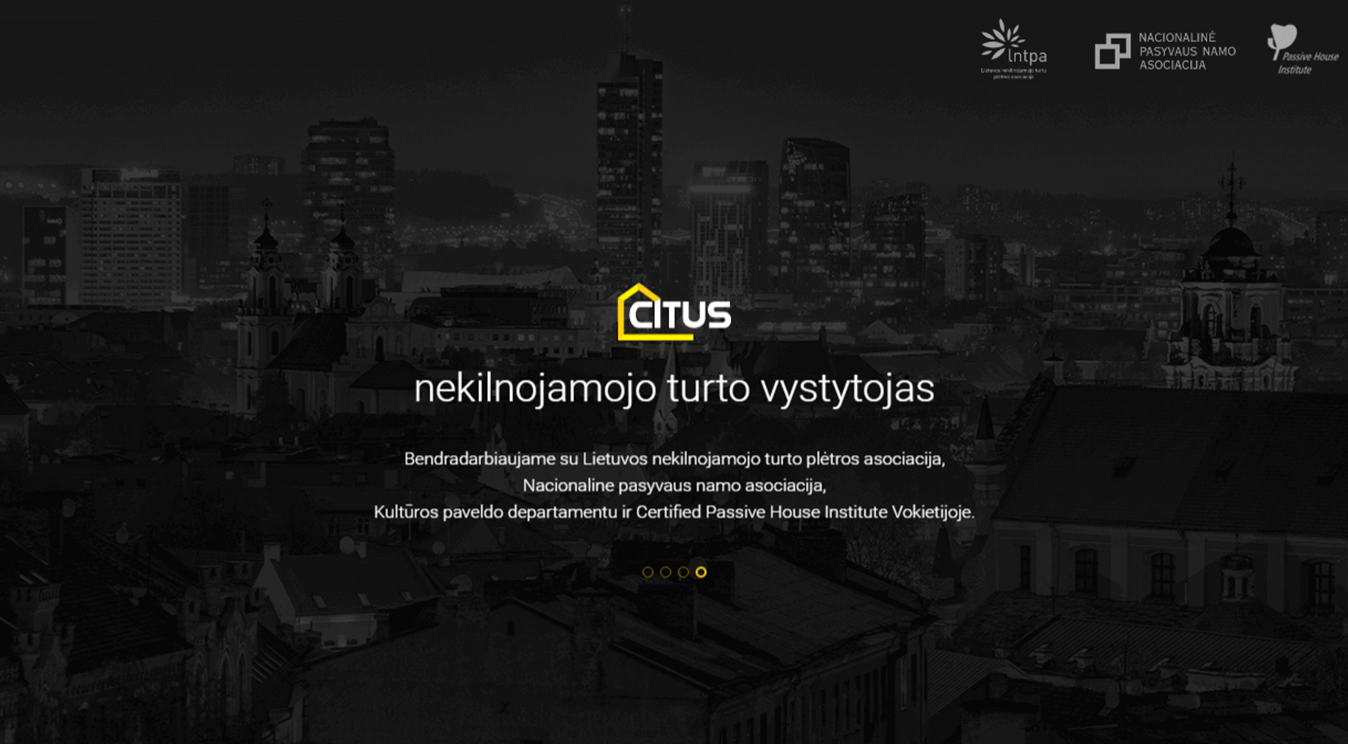 lntpa
Lietuvos nekilnojamojo turto
plėtros asociacija
NACIONALINĖ
PASYVAUS NAMO
ASOCIACIJA
Passive House
Institute
CITUS
nekilnojamojo turto vystytojas
Bendradarbiaujame su Lietuvos nekilnojamojo turto plėtros asociacija,
Nacionaline pasyvaus namo asociacija,
Kultūros paveldo departamentu ir Certified Passive House Institute Vokietijoje.